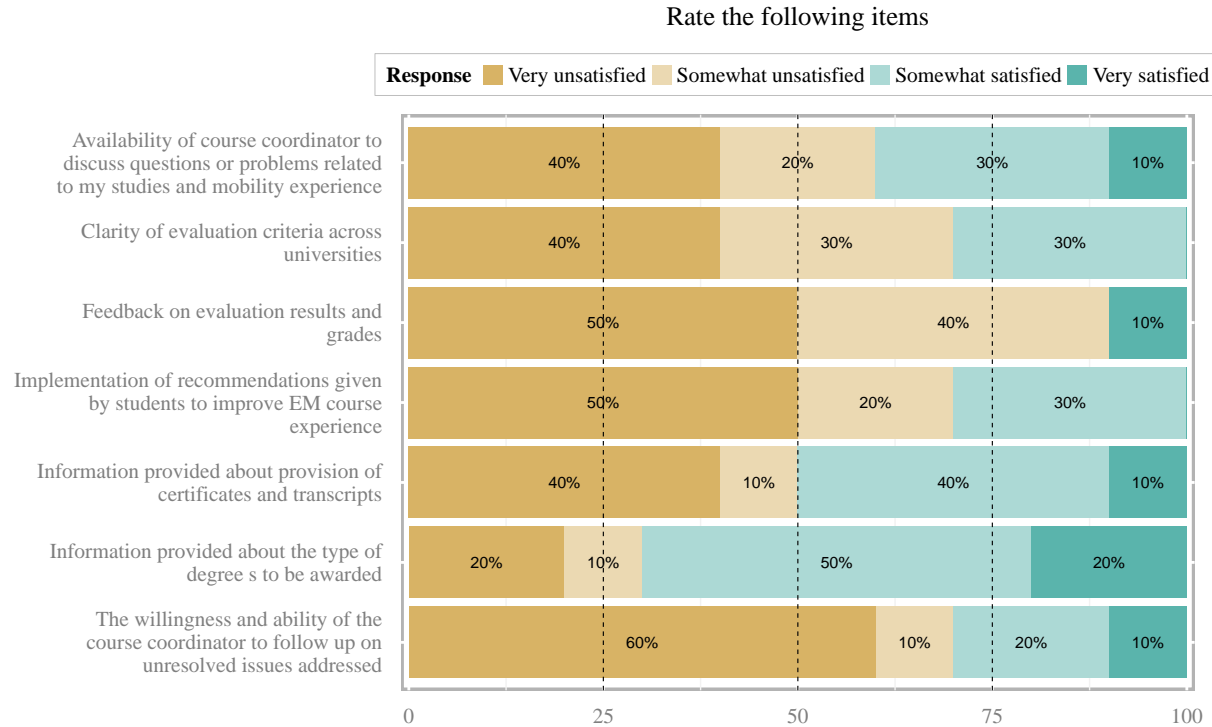 Rate the following items
Response Very unsatisfied Somewhat unsatisfied Somewhat satisfied Very satisfied
Availability of course coordinator to
discuss questions or problems related
to my studies and mobility experience
40% 20% 30% 10%
Clarity of evaluation criteria across
universities
40% 30% 30%
Feedback on evaluation results and
grades
50% 40% 10%
Implementation of recommendations given
by students to improve EM course
experience
50% 20% 30%
Information provided about provision of
certificates and transcripts
40% 10% 40% 10%
Information provided about the type of
degree s to be awarded
20% 10% 50% 20%
The willingness and ability of the
course coordinator to follow up on
unresolved issues addressed
60% 10% 20% 10%
0 25 50 75 100